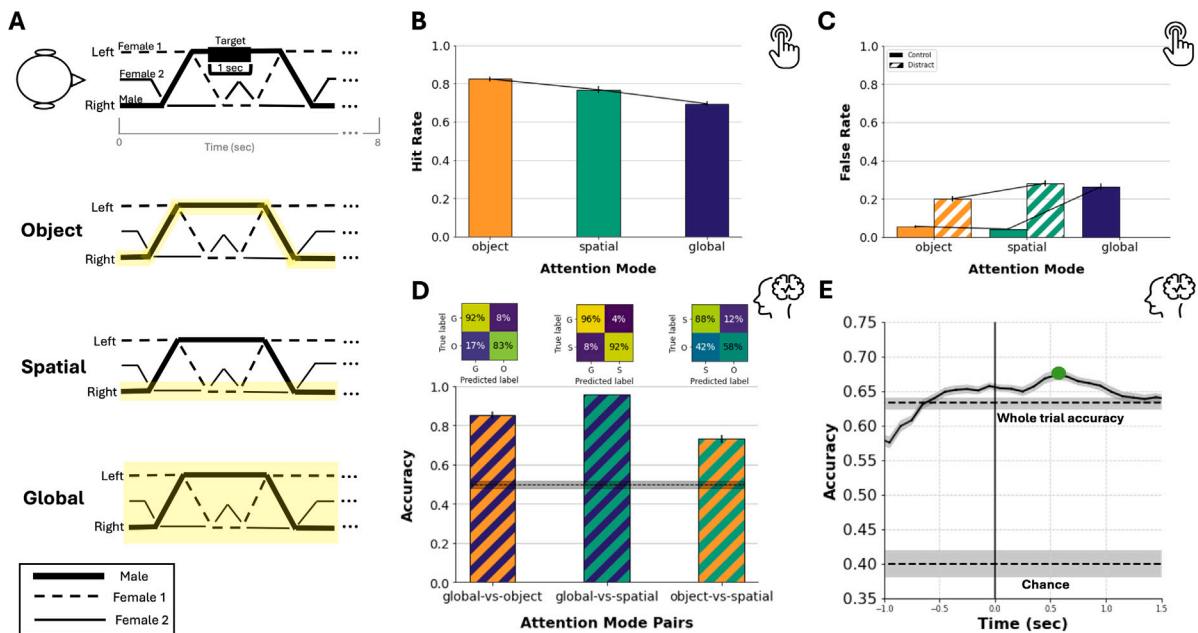 A
Left
Female 1
Target
1 sec
Female 2
Male
Right
0
Time (sec)
8
Object
Left
Right
Spatial
Left
Right
Global
Left
Right
Male
Female 1
Female 2
B
1.0
0.8
0.6
0.4
0.2
0.0
Hit Rate
object
spatial
global
Attention Mode
C
Control
Distract
1.0
0.8
0.6
0.4
0.2
0.0
False Rate
object
spatial
global
Attention Mode
D
True label
G
92%
8%
O
17%
83%
G
O
Predicted label
True label
G
96%
4%
S
8%
92%
G
S
Predicted label
True label
S
88%
12%
O
42%
58%
S
O
Predicted label
1.0
0.8
0.6
0.4
0.2
0.0
Accuracy
global-vs-object
global-vs-spatial
object-vs-spatial
Attention Mode Pairs
E
0.75
0.70
0.65
0.60
0.55
0.50
0.45
0.40
0.35
Accuracy
Whole trial accuracy
Chance
-1.0
-0.5
0.0
0.5
1.0
1.5
Time (sec)